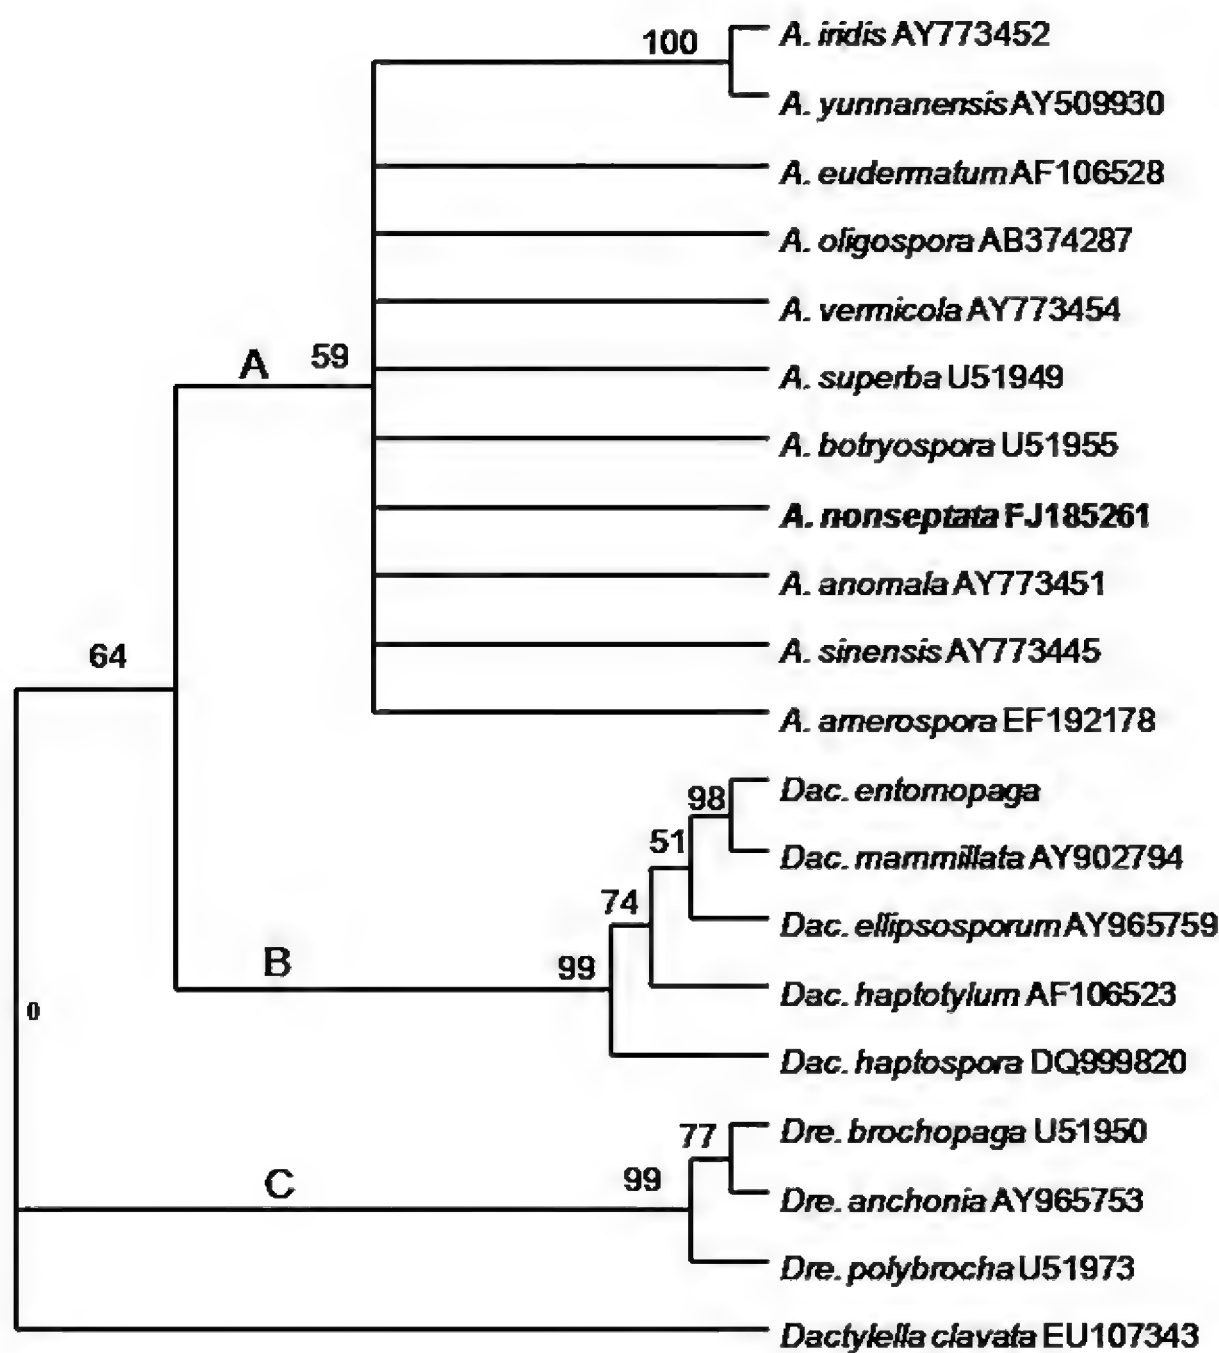 100
A. iridis AY773452
A. yunnanensis AY509930
A. eudermatum AF106528
A. oligospora AB374287
A. vermicola AY773454
A 59
A. superba U51949
A. botryospora U51955
A. nonseptata FJ185261
A. anomala AY773451
64
A. sinensis AY773445
A. amerospora EF192178
98
Dac. entomopaga
51
Dac. mammillata AY902794
74
Dac. ellipsosporum AY965759
B 99
Dac. haptotylum AF106523
0
Dac. haptospora DQ999820
77
Dre. brochopaga U51950
C 99
Dre. anchonia AY965753
Dre. polybrocha U51973
Dactylella clavata EU107343